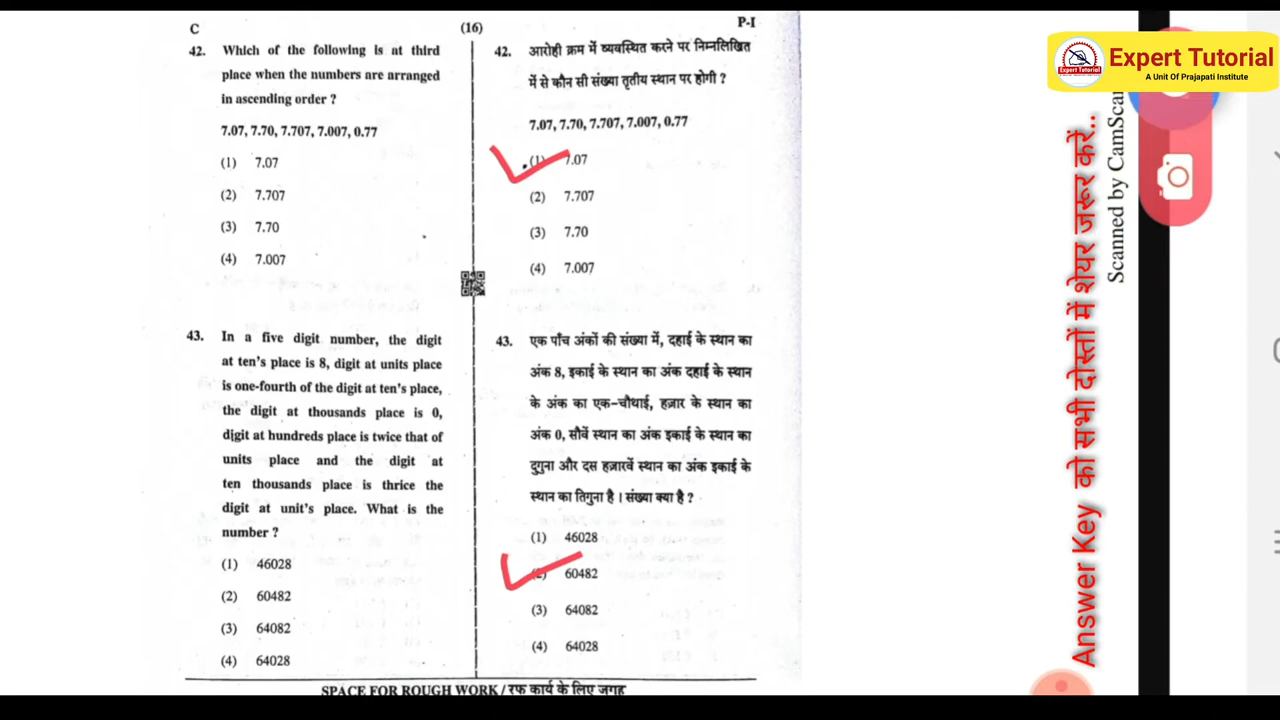 C
(16)
P-I
42. Which of the following is at third
place when the numbers are arranged
in ascending order ?
7.07, 7.70, 7.707, 7.007, 0.77
(1) 7.07
(2) 7.707
(3) 7.70
(4) 7.007
43. In a five digit number, the digit
at ten's place is 8, digit at units place
is one-fourth of the digit at ten's place,
the digit at thousands place is 0,
digit at hundreds place is twice that of
units place and the digit at
ten thousands place is thrice the
digit at unit's place. What is the
number ?
(1) 46028
(2) 60482
(3) 64082
(4) 64028
42. आरोही क्रम में व्यवस्थित करने पर निम्नलिखित
में से कौन सी संख्या तृतीय स्थान पर होगी ?
7.07, 7.70, 7.707, 7.007, 0.77
(1) 7.07
(2) 7.707
(3) 7.70
(4) 7.007
43. एक पाँच अंकों की संख्या में, दहाई के स्थान का
अंक 8, इकाई के स्थान का अंक दहाई के स्थान
के अंक का एक-चौथाई, हज़ार के स्थान का
अंक 0, सौवें स्थान का अंक इकाई के स्थान का
दुगुना और दस हज़ारवें स्थान का अंक इकाई के
स्थान का तिगुना है । संख्या क्या है ?
(1) 46028
(2) 60482
(3) 64082
(4) 64028
SPACE FOR ROUGH WORK / रफ कार्य के लिए जगह
Answer Key को सभी दोस्तों में शेयर जरूर करें..
Scanned by CamScan
Expert Tutorial
Expert Tutorial
A Unit Of Prajapati Institute